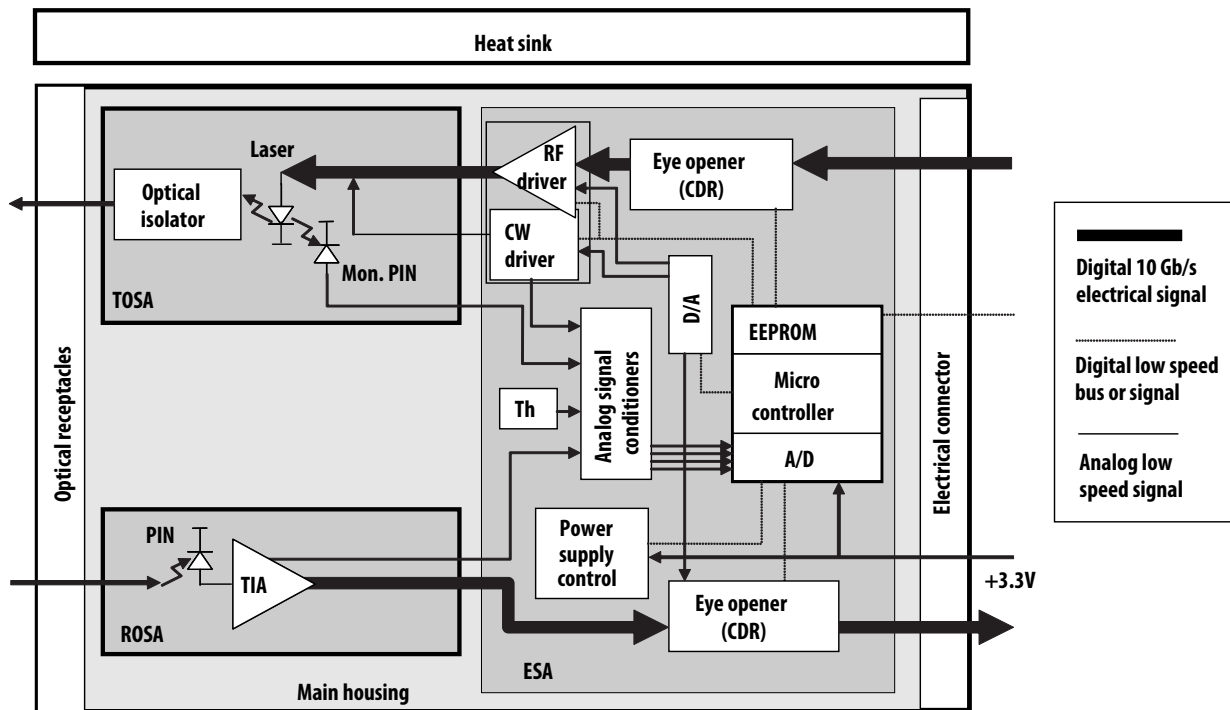 Heat sink
Laser
RF
driver
Eye opener
(CDR)
Optical
isolator
CW
driver
Mon. PIN
TOSA
D/A
EEPROM
Micro
controller
A/D
Analog signal
conditioners
Th
Optical receptacles
Electrical connector
Digital 10 Gb/s
electrical signal
Digital low speed
bus or signal
Analog low
speed signal
PIN
TIA
ROSA
Power
supply
control
+3.3V
Eye opener
(CDR)
ESA
Main housing